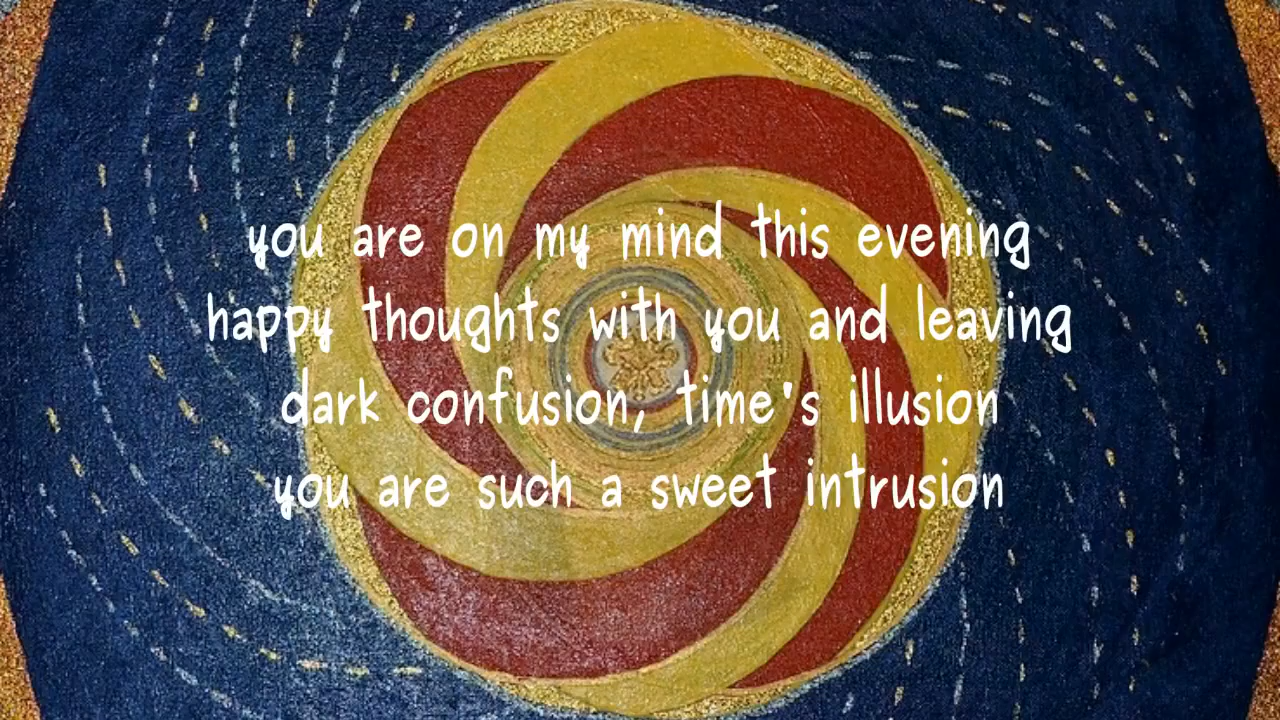 you are on my mind this evening
happy thoughts with you and leaving
dark confusion, time's illusion
you are such a sweet intrusion